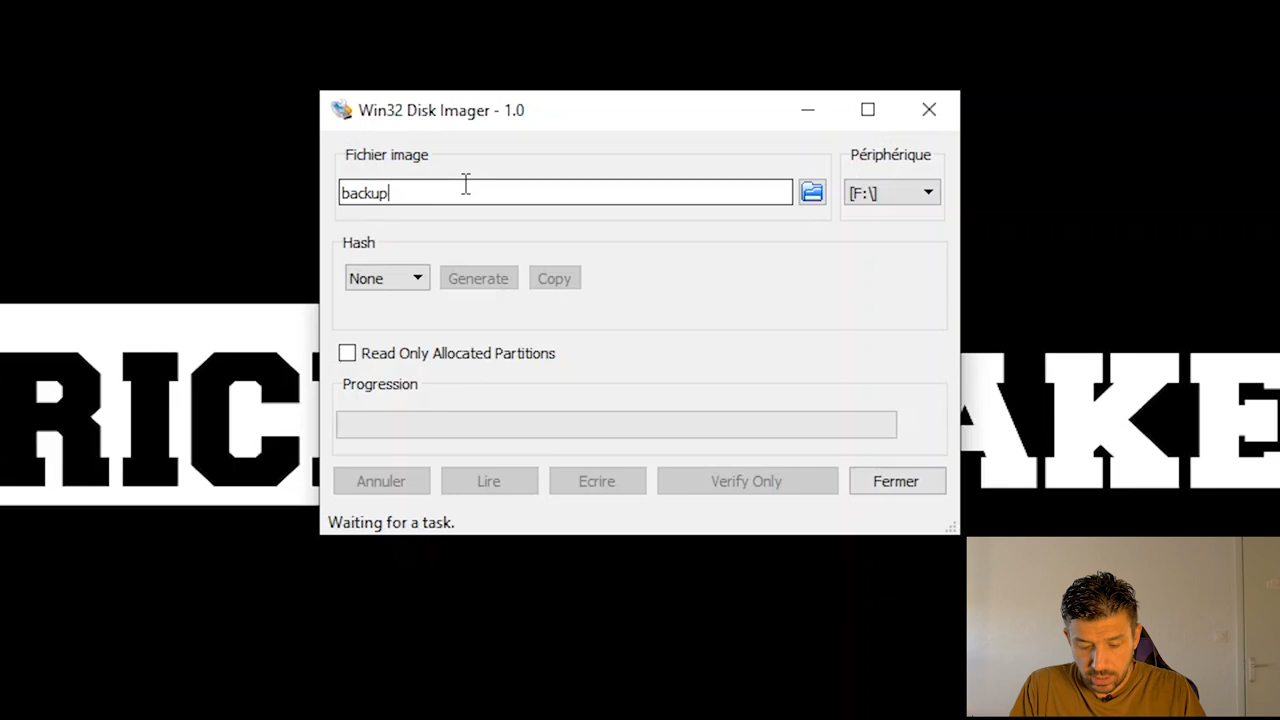 Win32 Disk Imager - 1.0
Fichier image
Périphérique
backup
[F:\]
Hash
None
Generate
Copy
Read Only Allocated Partitions
Progression
RIC
AKE
Annuler
Lire
Ecrire
Verify Only
Fermer
Waiting for a task.